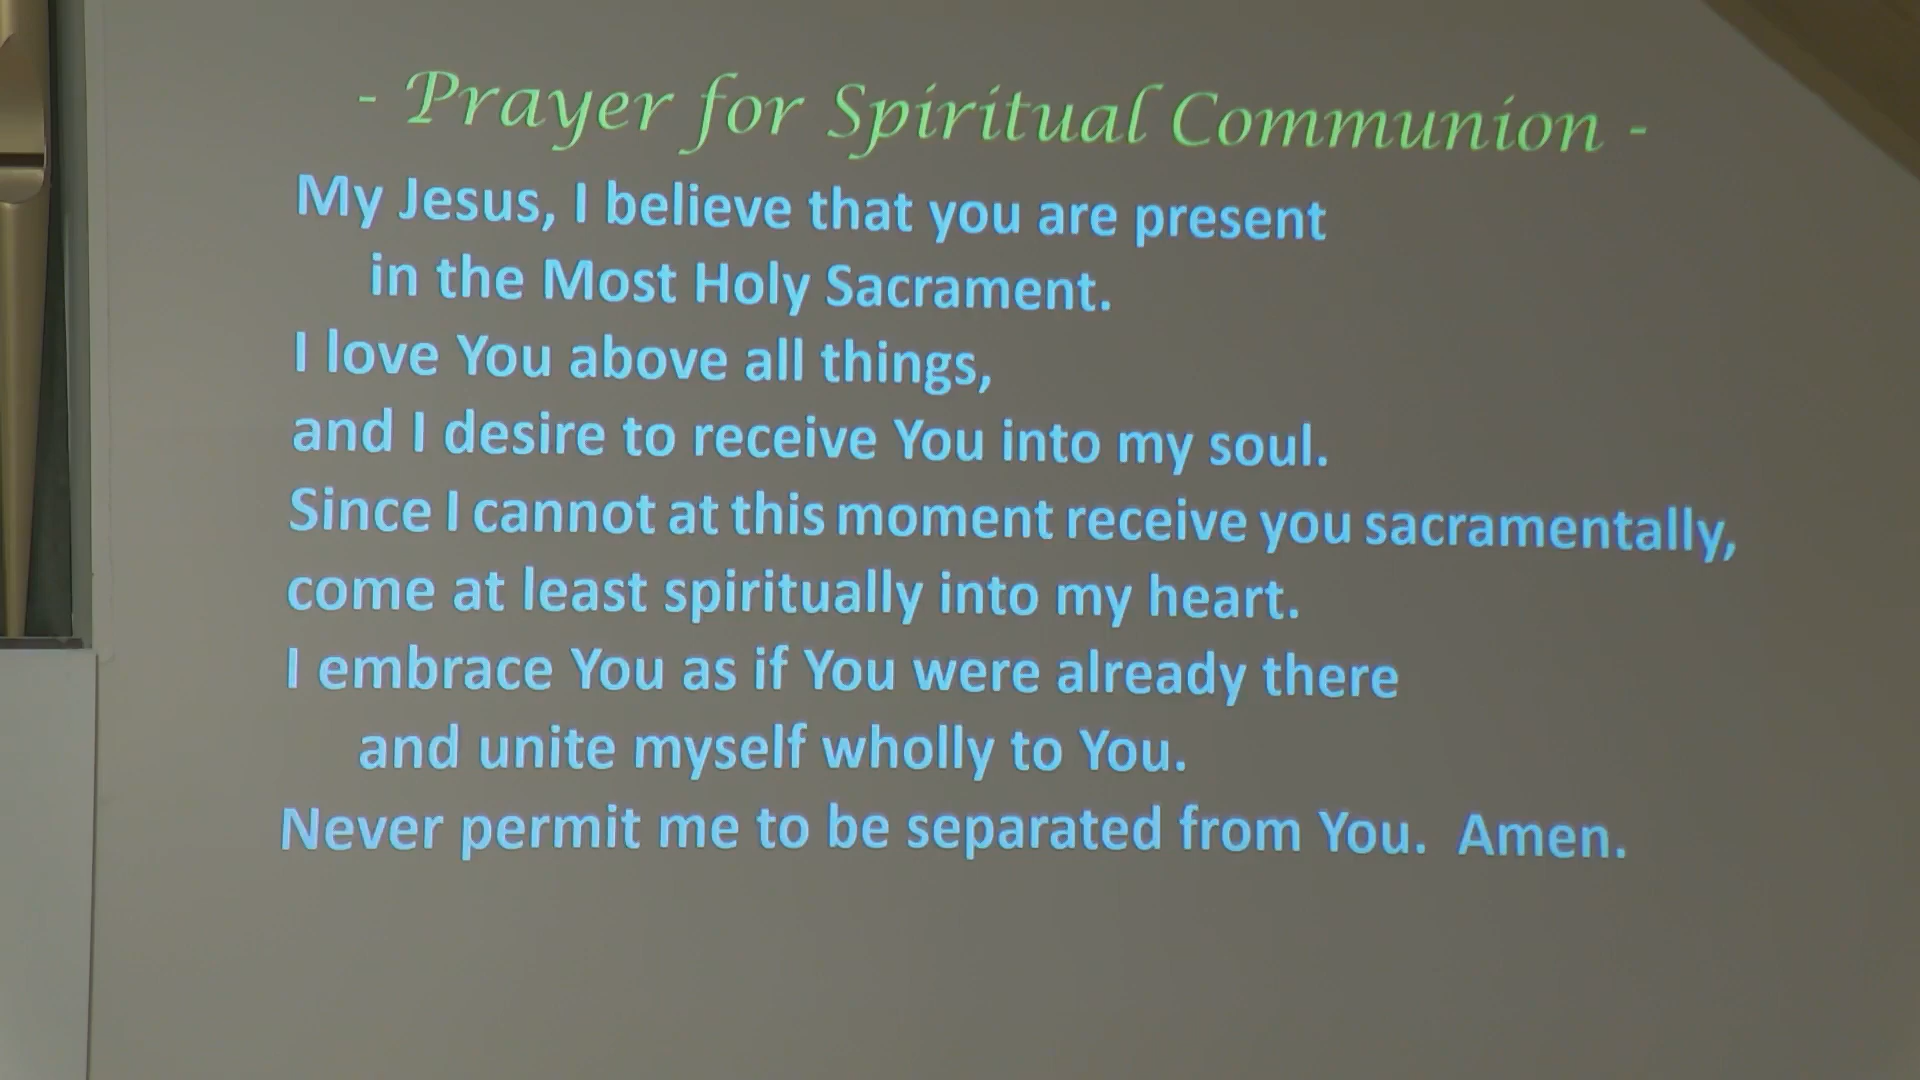 - Prayer for Spiritual Communion -
My Jesus, I believe that you are present
in the Most Holy Sacrament.
I love You above all things,
and I desire to receive You into my soul.
Since I cannot at this moment receive you sacramentally,
come at least spiritually into my heart.
I embrace You as if You were already there
and unite myself wholly to You.
Never permit me to be separated from You.  Amen.